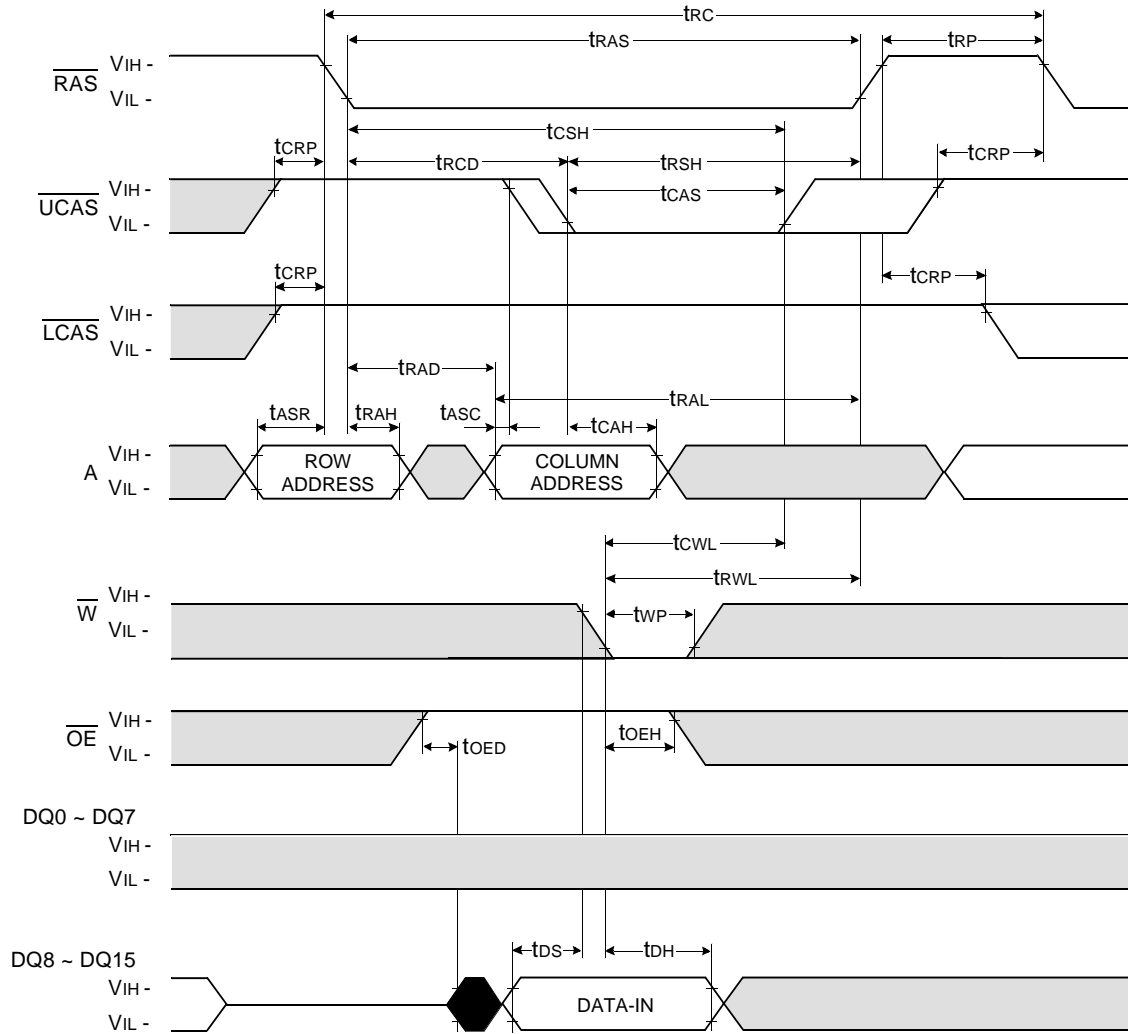 tRC
tRAS
tRP
RAS
VIH -
VIL -
tCSH
tCRP
tRCD
tRSH
tCRP
UCAS
VIH -
VIL -
tCAS
tCRP
tCRP
LCAS
VIH -
VIL -
tRAD
tRAL
tASR
tRAH
tASC
tCAH
A
VIH -
VIL -
ROW
ADDRESS
COLUMN
ADDRESS
tCWL
tRWL
W
VIH -
VIL -
tWP
OE
VIH -
VIL -
tOED
tOEH
DQ0 ~ DQ7
VIH -
VIL -
DQ8 ~ DQ15
VIH -
VIL -
tDS
tDH
DATA-IN